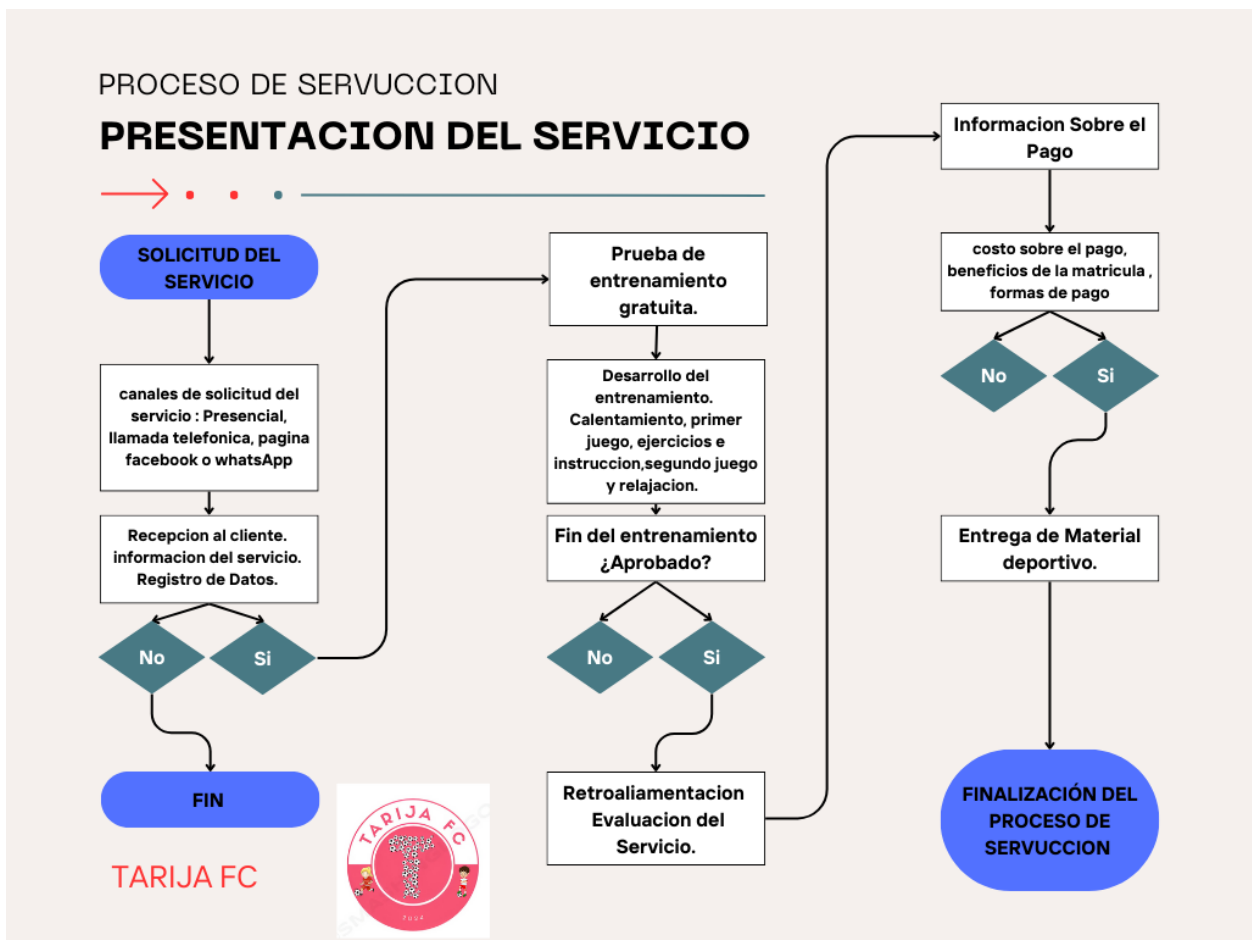 PROCESO DE SERVUCCION
PRESENTACION DEL SERVICIO
SOLICITUD DEL
SERVICIO
canales de solicitud del
servicio : Presencial,
llamada telefonica, pagina
facebook o whatsApp
Recepcion al cliente.
informacion del servicio.
Registro de Datos.
No
Si
FIN
TARIJA FC
TARIJA FC
Prueba de
entrenamiento
gratuita.
Desarrollo del
entrenamiento.
Calentamiento, primer
juego, ejercicios e
instruccion,segundo juego
y relajacion.
Fin del entrenamiento
¿Aprobado?
No
Si
Retroaliamentacion
Evaluacion del
Servicio.
Informacion Sobre el
Pago
costo sobre el pago,
beneficios de la matricula ,
formas de pago
No
Si
Entrega de Material
deportivo.
FINALIZACIÓN DEL
PROCESO DE
SERVUCCION